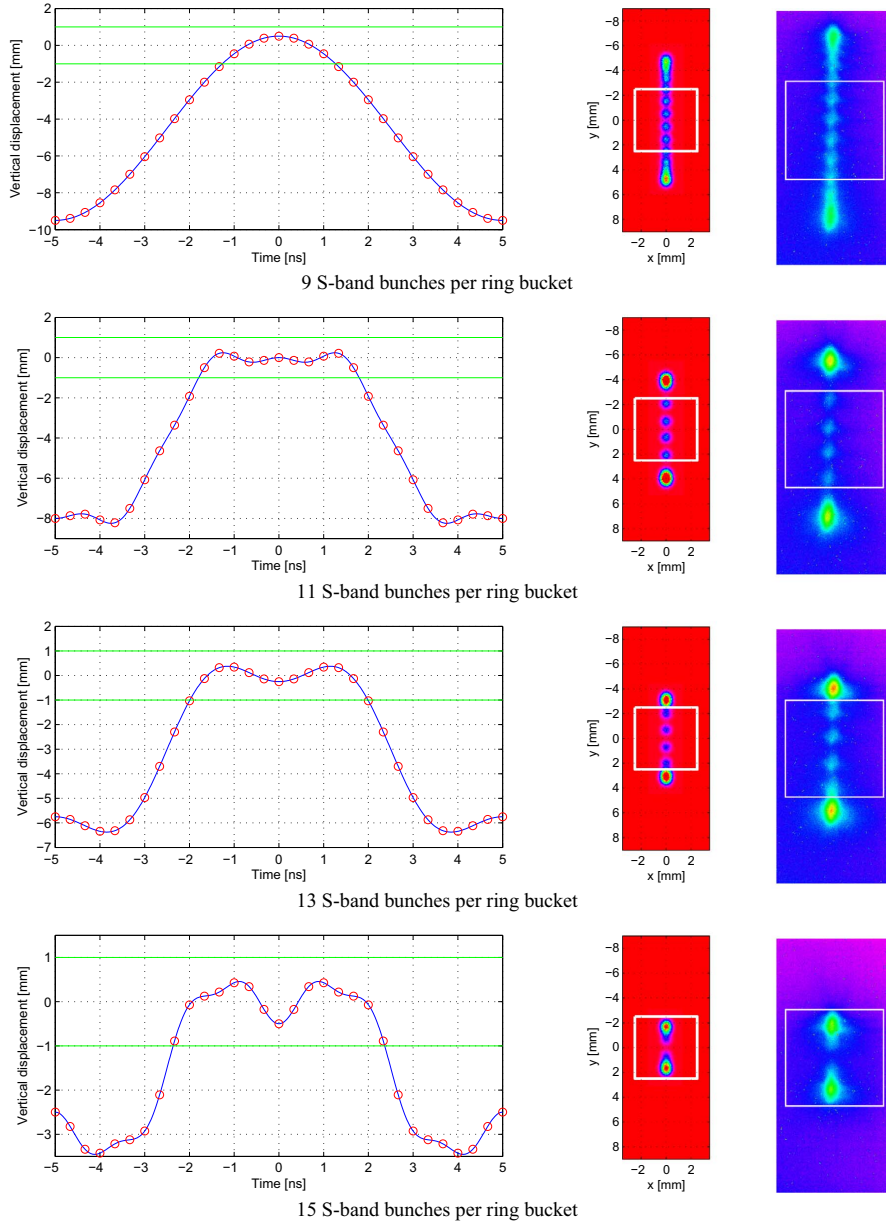 2
0
−2
−4
−6
−8
−10
Vertical displacement [mm]
−5 −4 −3 −2 −1 0 1 2 3 4 5
Time [ns]
−8
−6
−4
−2
0
2
4
6
8
y [mm]
−2 0 2
x [mm]
9 S-band bunches per ring bucket
2
0
−2
−4
−6
−8
Vertical displacement [mm]
−5 −4 −3 −2 −1 0 1 2 3 4 5
Time [ns]
−8
−6
−4
−2
0
2
4
6
8
y [mm]
−2 0 2
x [mm]
11 S-band bunches per ring bucket
2
1
0
−1
−2
−3
−4
−5
−6
−7
Vertical displacement [mm]
−5 −4 −3 −2 −1 0 1 2 3 4 5
Time [ns]
−8
−6
−4
−2
0
2
4
6
8
y [mm]
−2 0 2
x [mm]
13 S-band bunches per ring bucket
1
0
−1
−2
−3
Vertical displacement [mm]
−5 −4 −3 −2 −1 0 1 2 3 4 5
Time [ns]
−8
−6
−4
−2
0
2
4
6
8
y [mm]
−2 0 2
x [mm]
15 S-band bunches per ring bucket